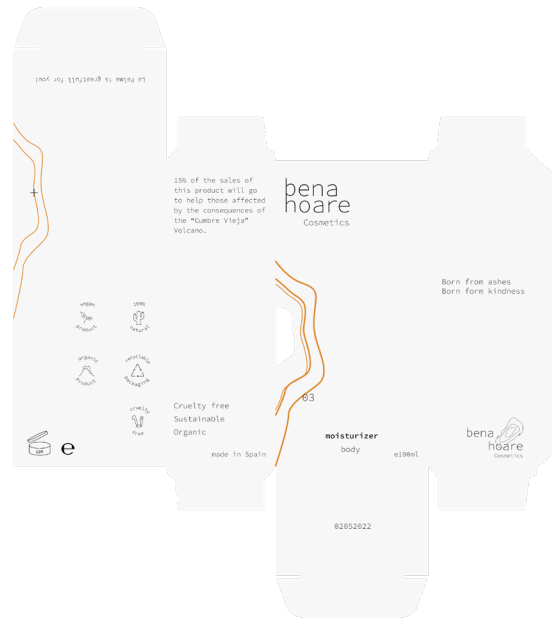 La Palma is greatfull for you!
15% of the sales of
this product will go
to help those affected
by the consequences of
the “Cumbre Vieja”
Volcano.
bena
hoare
Cosmetics
Born from ashes
Born form kindness
vegan
product
100%
natural
organic
product
recyclable
packaging
cruelty
free
03
Cruelty free
Sustainable
Organic
made in Spain
moisturizer
body
e100ml
12M
e
bena
hoare
Cosmetics
02052022